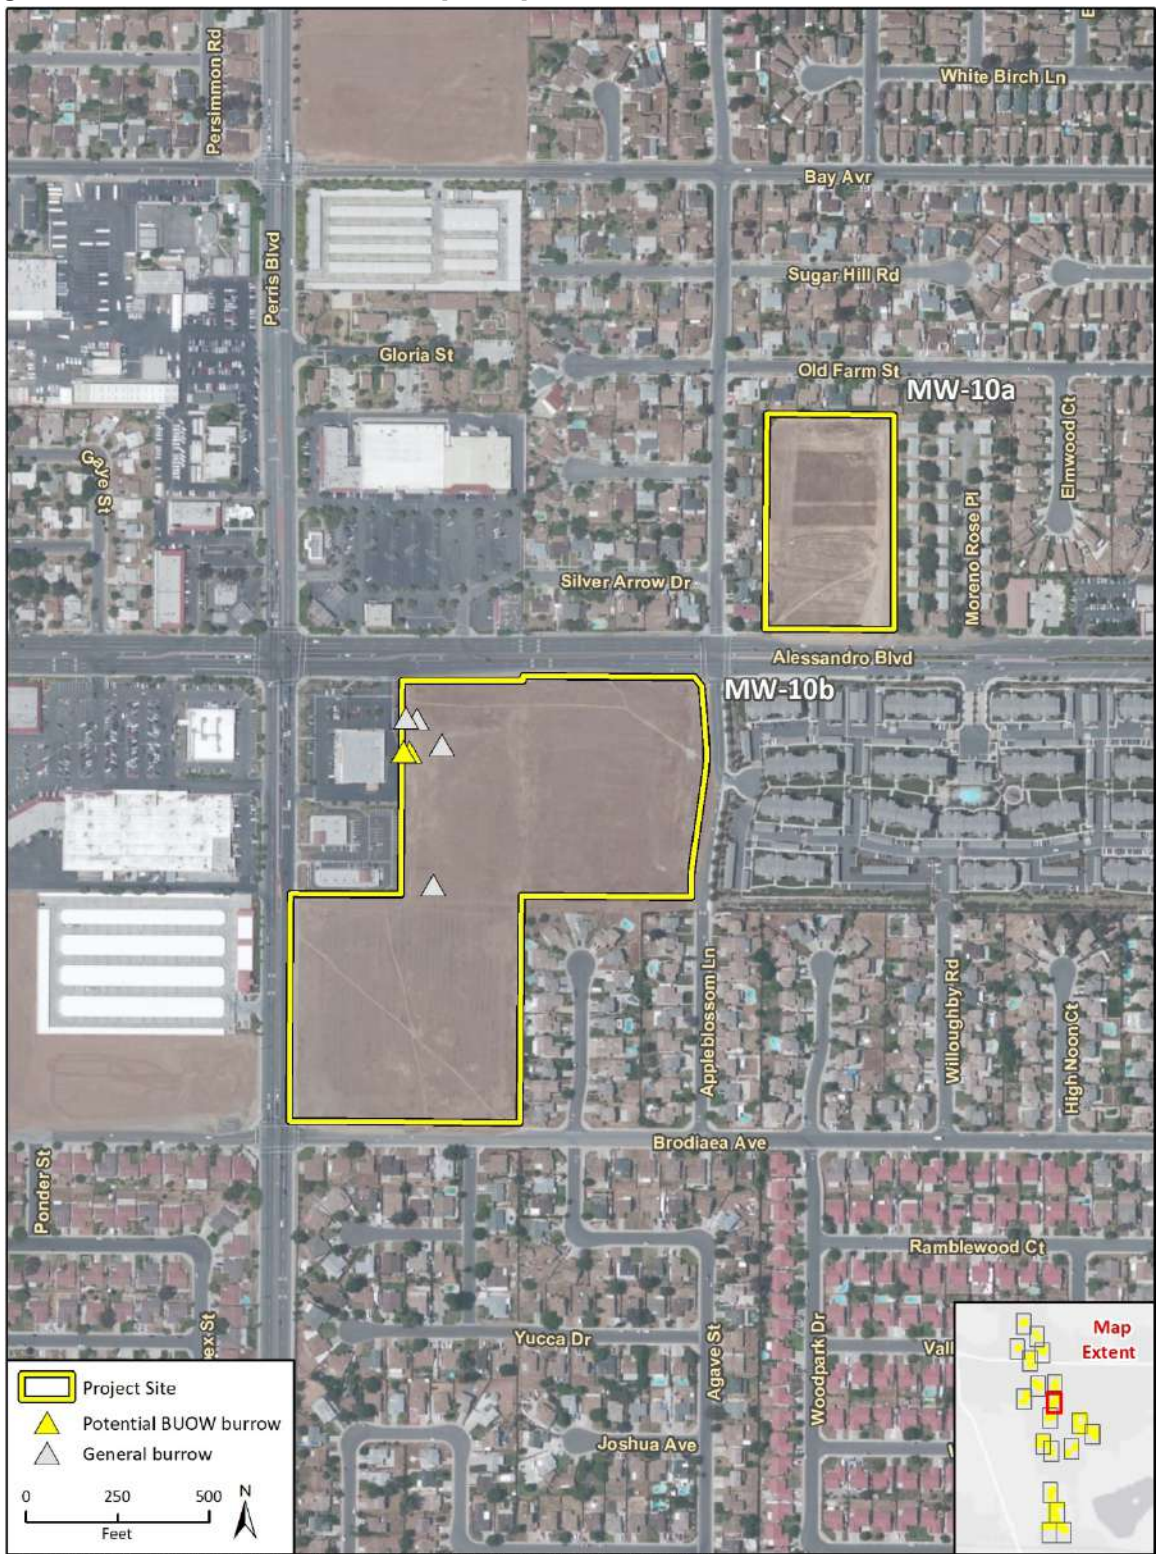 White Birch Ln
Persimmon Rd
Bay Avr
Perris Blvd
Sugar Hill Rd
Gloria St
Old Farm St
MW-10a
Elmwood Ct
Gaye St
Moreno Rose Pl
Silver Arrow Dr
Alessandro Blvd
MW-10b
Appleblossom Ln
Willoughby Rd
High Noon Ct
Brodiaea Ave
Ponder St
Ramblewood Ct
Yucca Dr
Agave St
Woodpark Dr
Joshua Ave
Map
Extent
Project Site
Potential BUOW burrow
General burrow
0 250 500
Feet
N